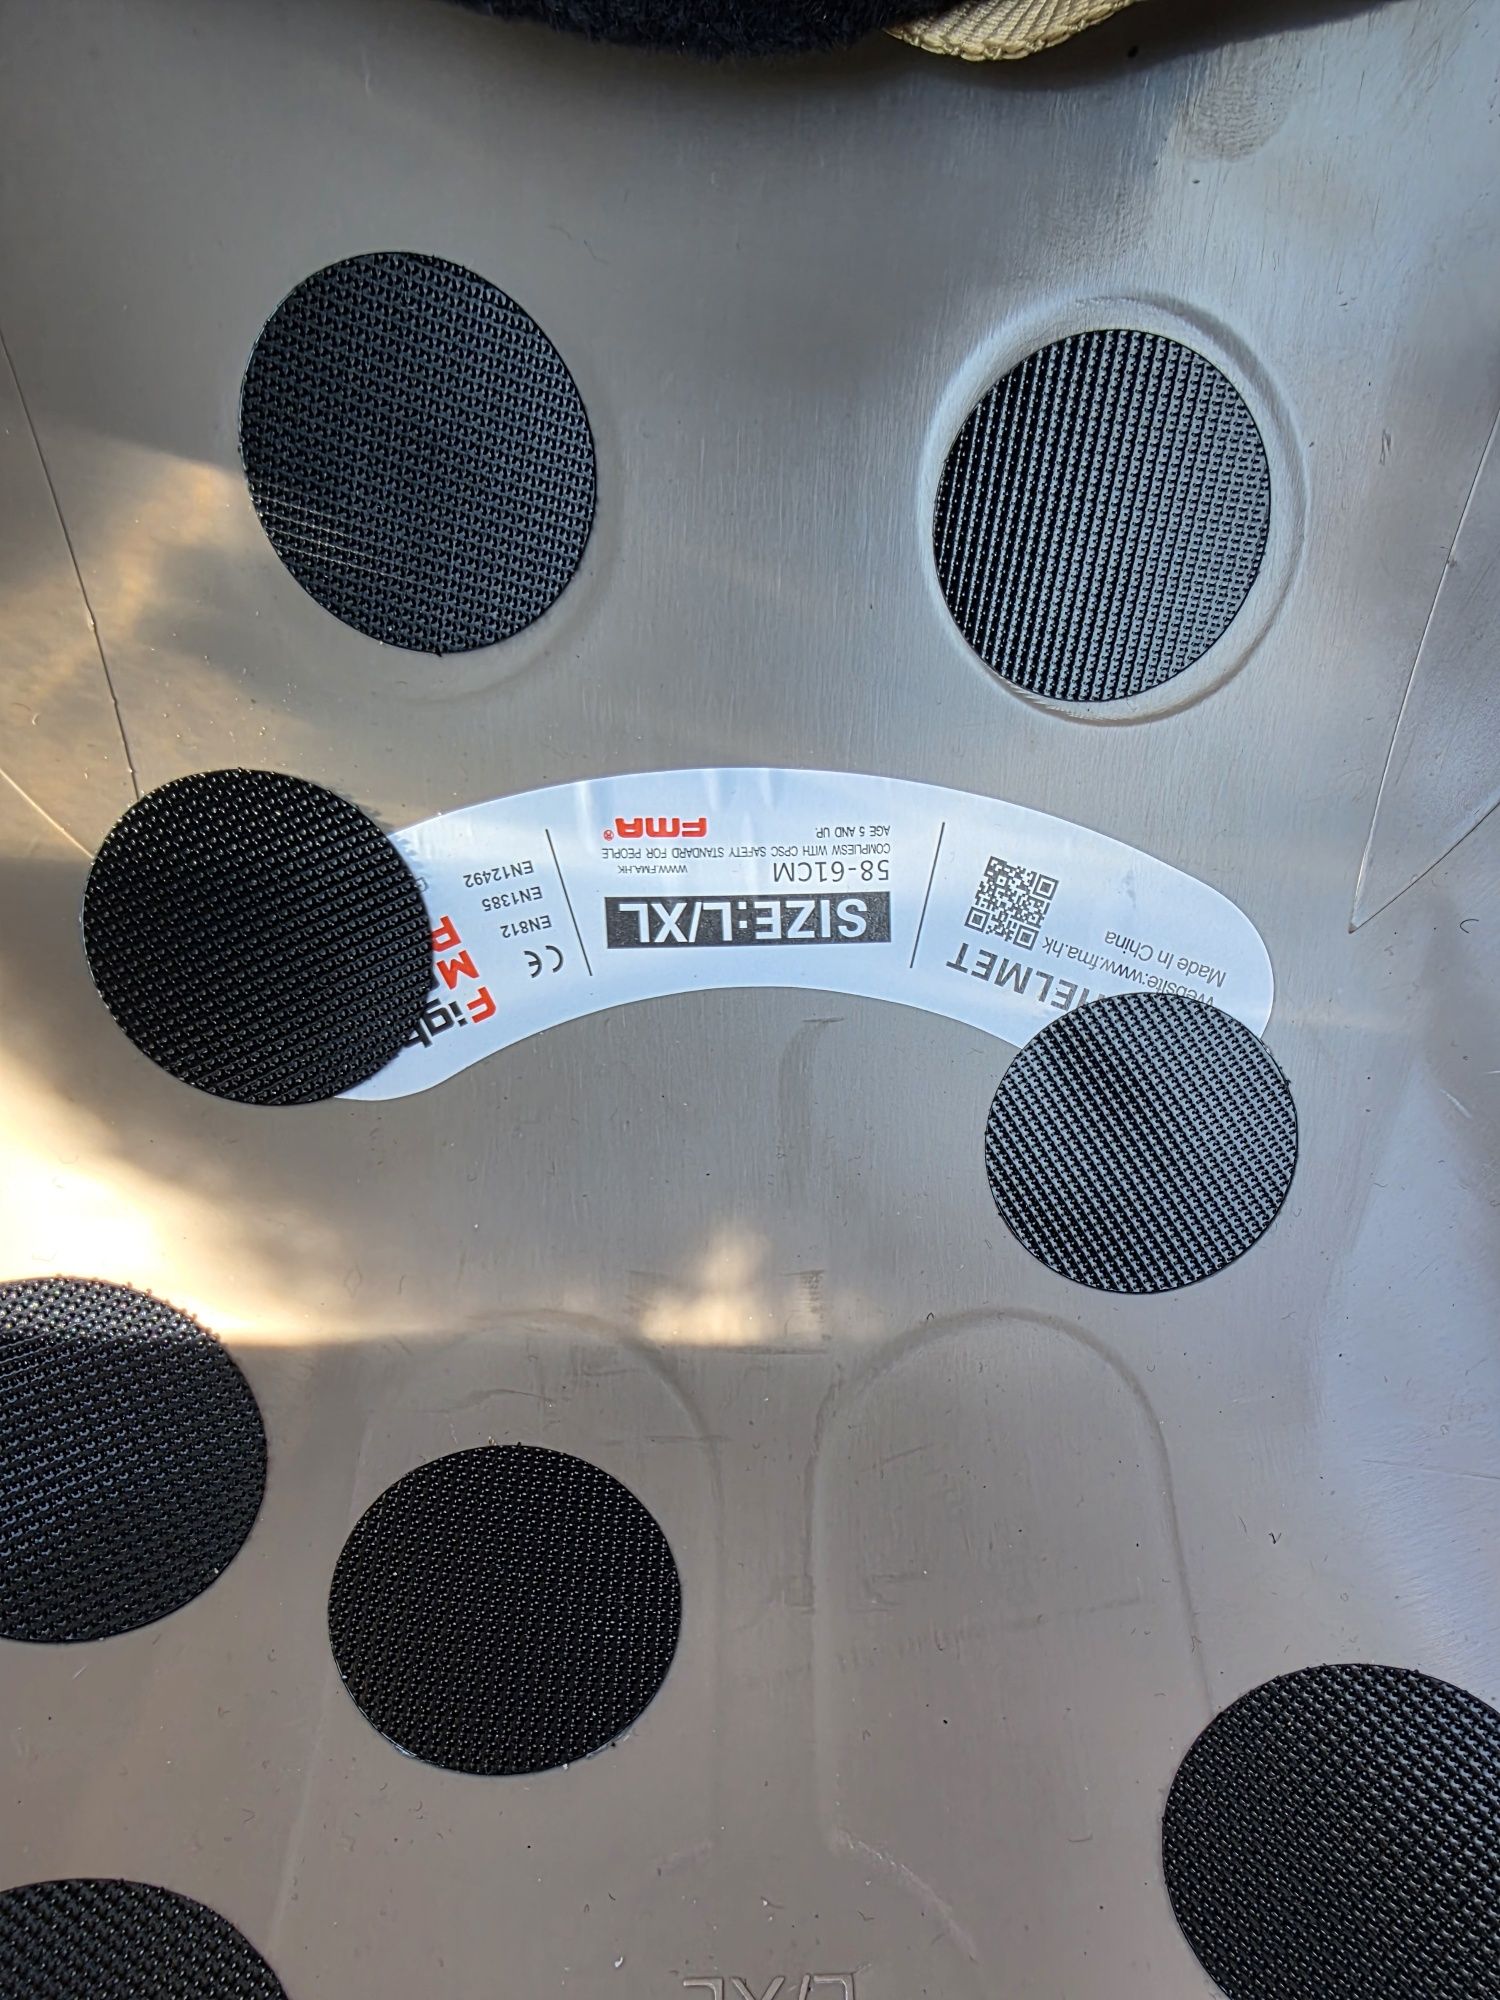 HELMET
Website:www.fma.hk
Made In China
SIZE:L/XL
58-61CM
WWW.FMA.HK
COMPLIESW WITH CPSC SAFETY STANDARD FOR PEOPLE
AGE 5 AND UP.
FMA®
CE
EN812
EN1385
EN12492
L/XL